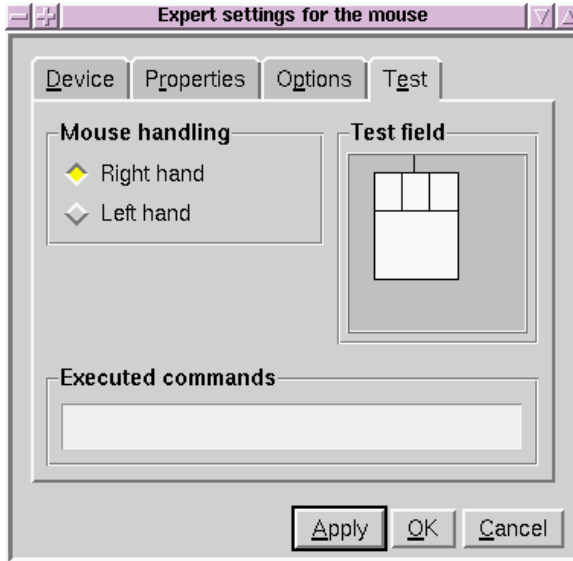 Expert settings for the mouse
Device Properties Options Test
Mouse handling Test field
Right hand
Left hand
Executed commands
Apply OK Cancel